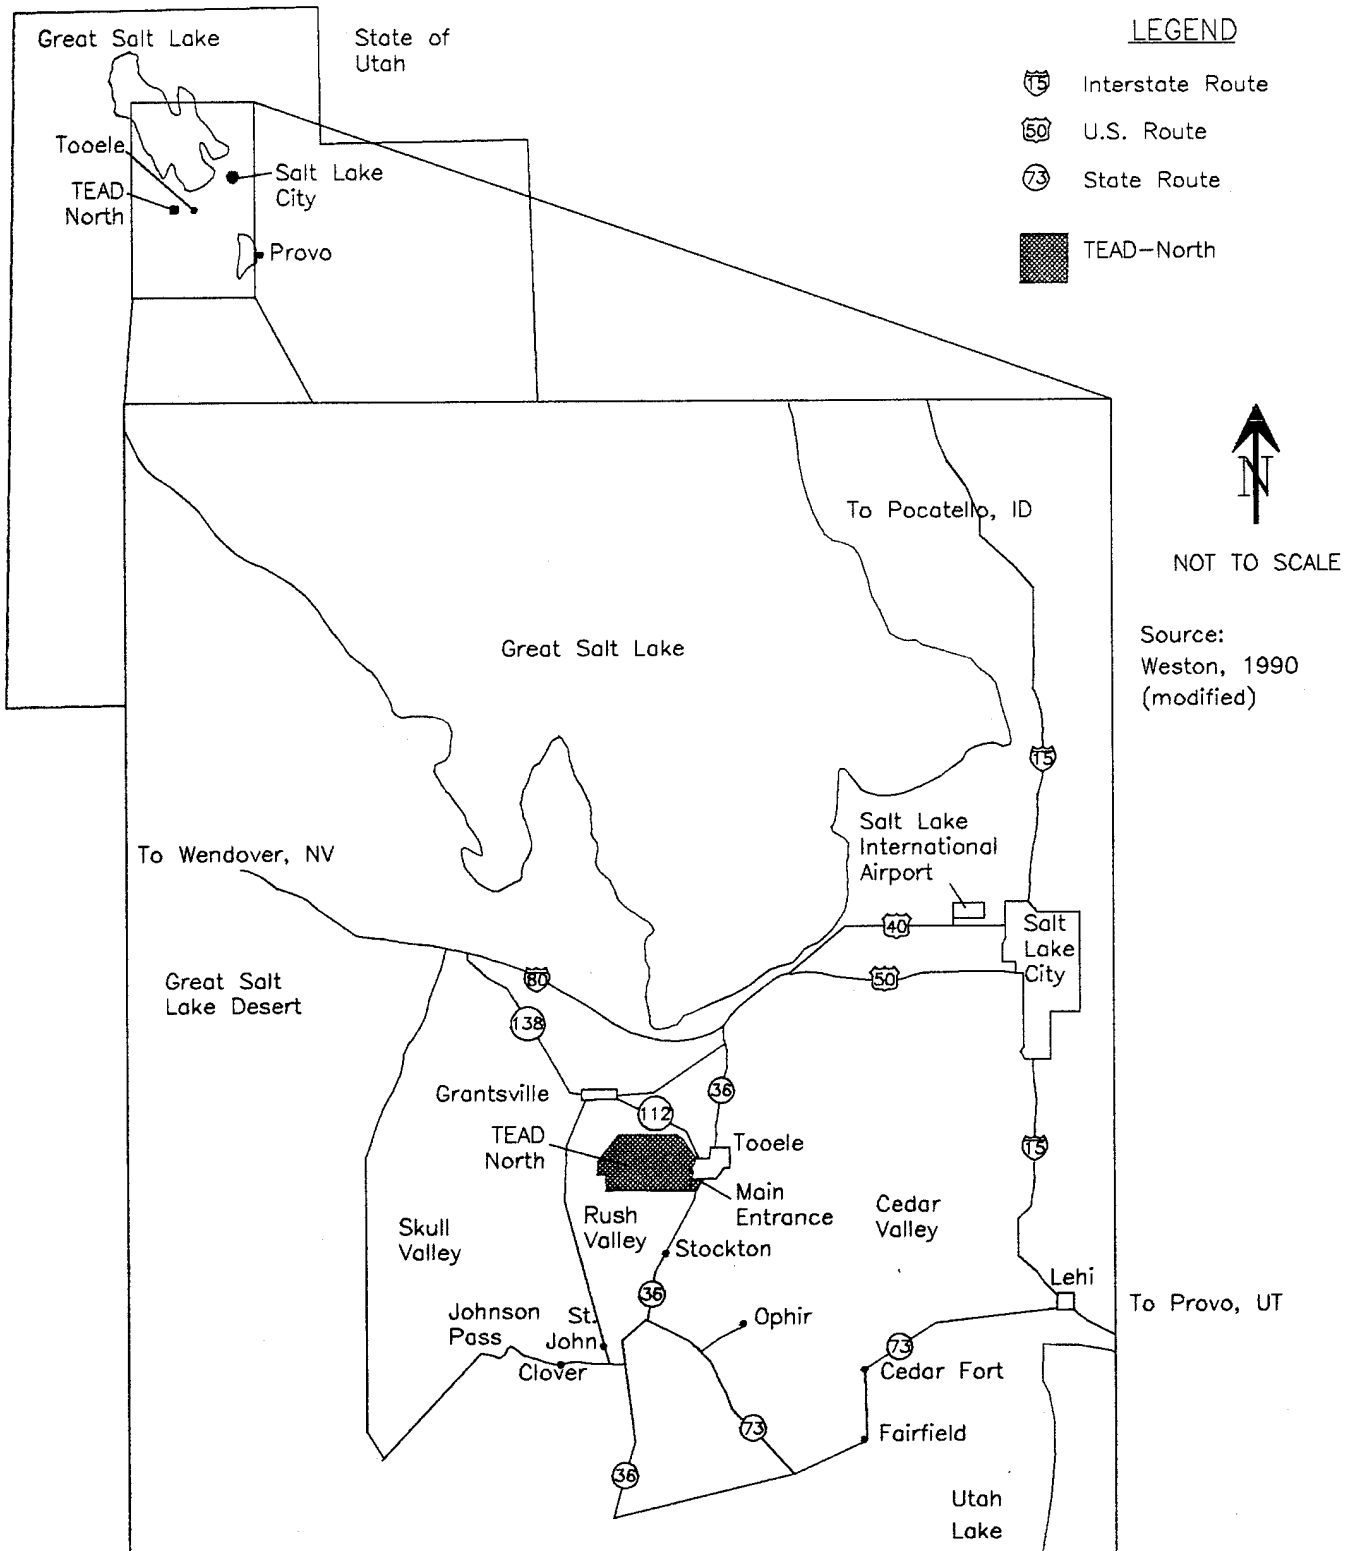 Great Salt Lake
State of
Utah
Tooele
TEAD
North
Salt Lake
City
Provo
LEGEND
15 Interstate Route
50 U.S. Route
73 State Route
TEAD-North
N
NOT TO SCALE
Source:
Weston, 1990
(modified)
To Pocatello, ID
Great Salt Lake
15
Salt Lake
International
Airport
To Wendover, NV
40
Salt
Lake
City
50
80
Great Salt
Lake Desert
138
Grantsville
36
112
TEAD
North
Tooele
15
Main
Entrance
Cedar
Valley
Rush
Valley
Skull
Valley
Stockton
Lehi
To Provo, UT
36
Ophir
Johnson
Pass
St.
John
Clover
73
Cedar Fort
73
Fairfield
36
Utah
Lake